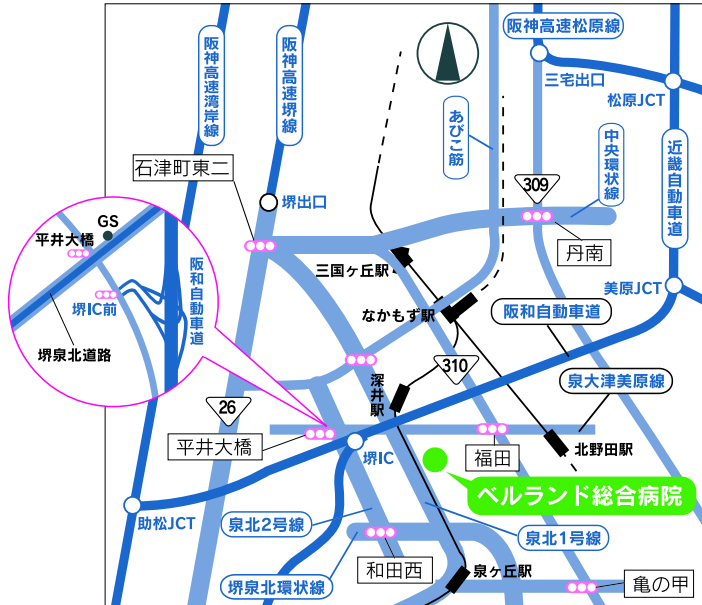 阪神高速湾岸線
阪神高速堺線
阪神高速松原線
三宅出口
松原JCT
あびこ筋
中央環状線
近畿自動車道
石津町東二
堺出口
309
丹南
GS
平井大橋
堺IC前
阪和自動車道
堺泉北道路
三国ヶ丘駅
なかもず駅
美原JCT
阪和自動車道
310
深井駅
泉大津美原線
26
平井大橋
堺IC
福田
北野田駅
ベルランド総合病院
助松JCT
泉北2号線
泉北1号線
堺泉北環状線
和田西
泉ヶ丘駅
亀の甲